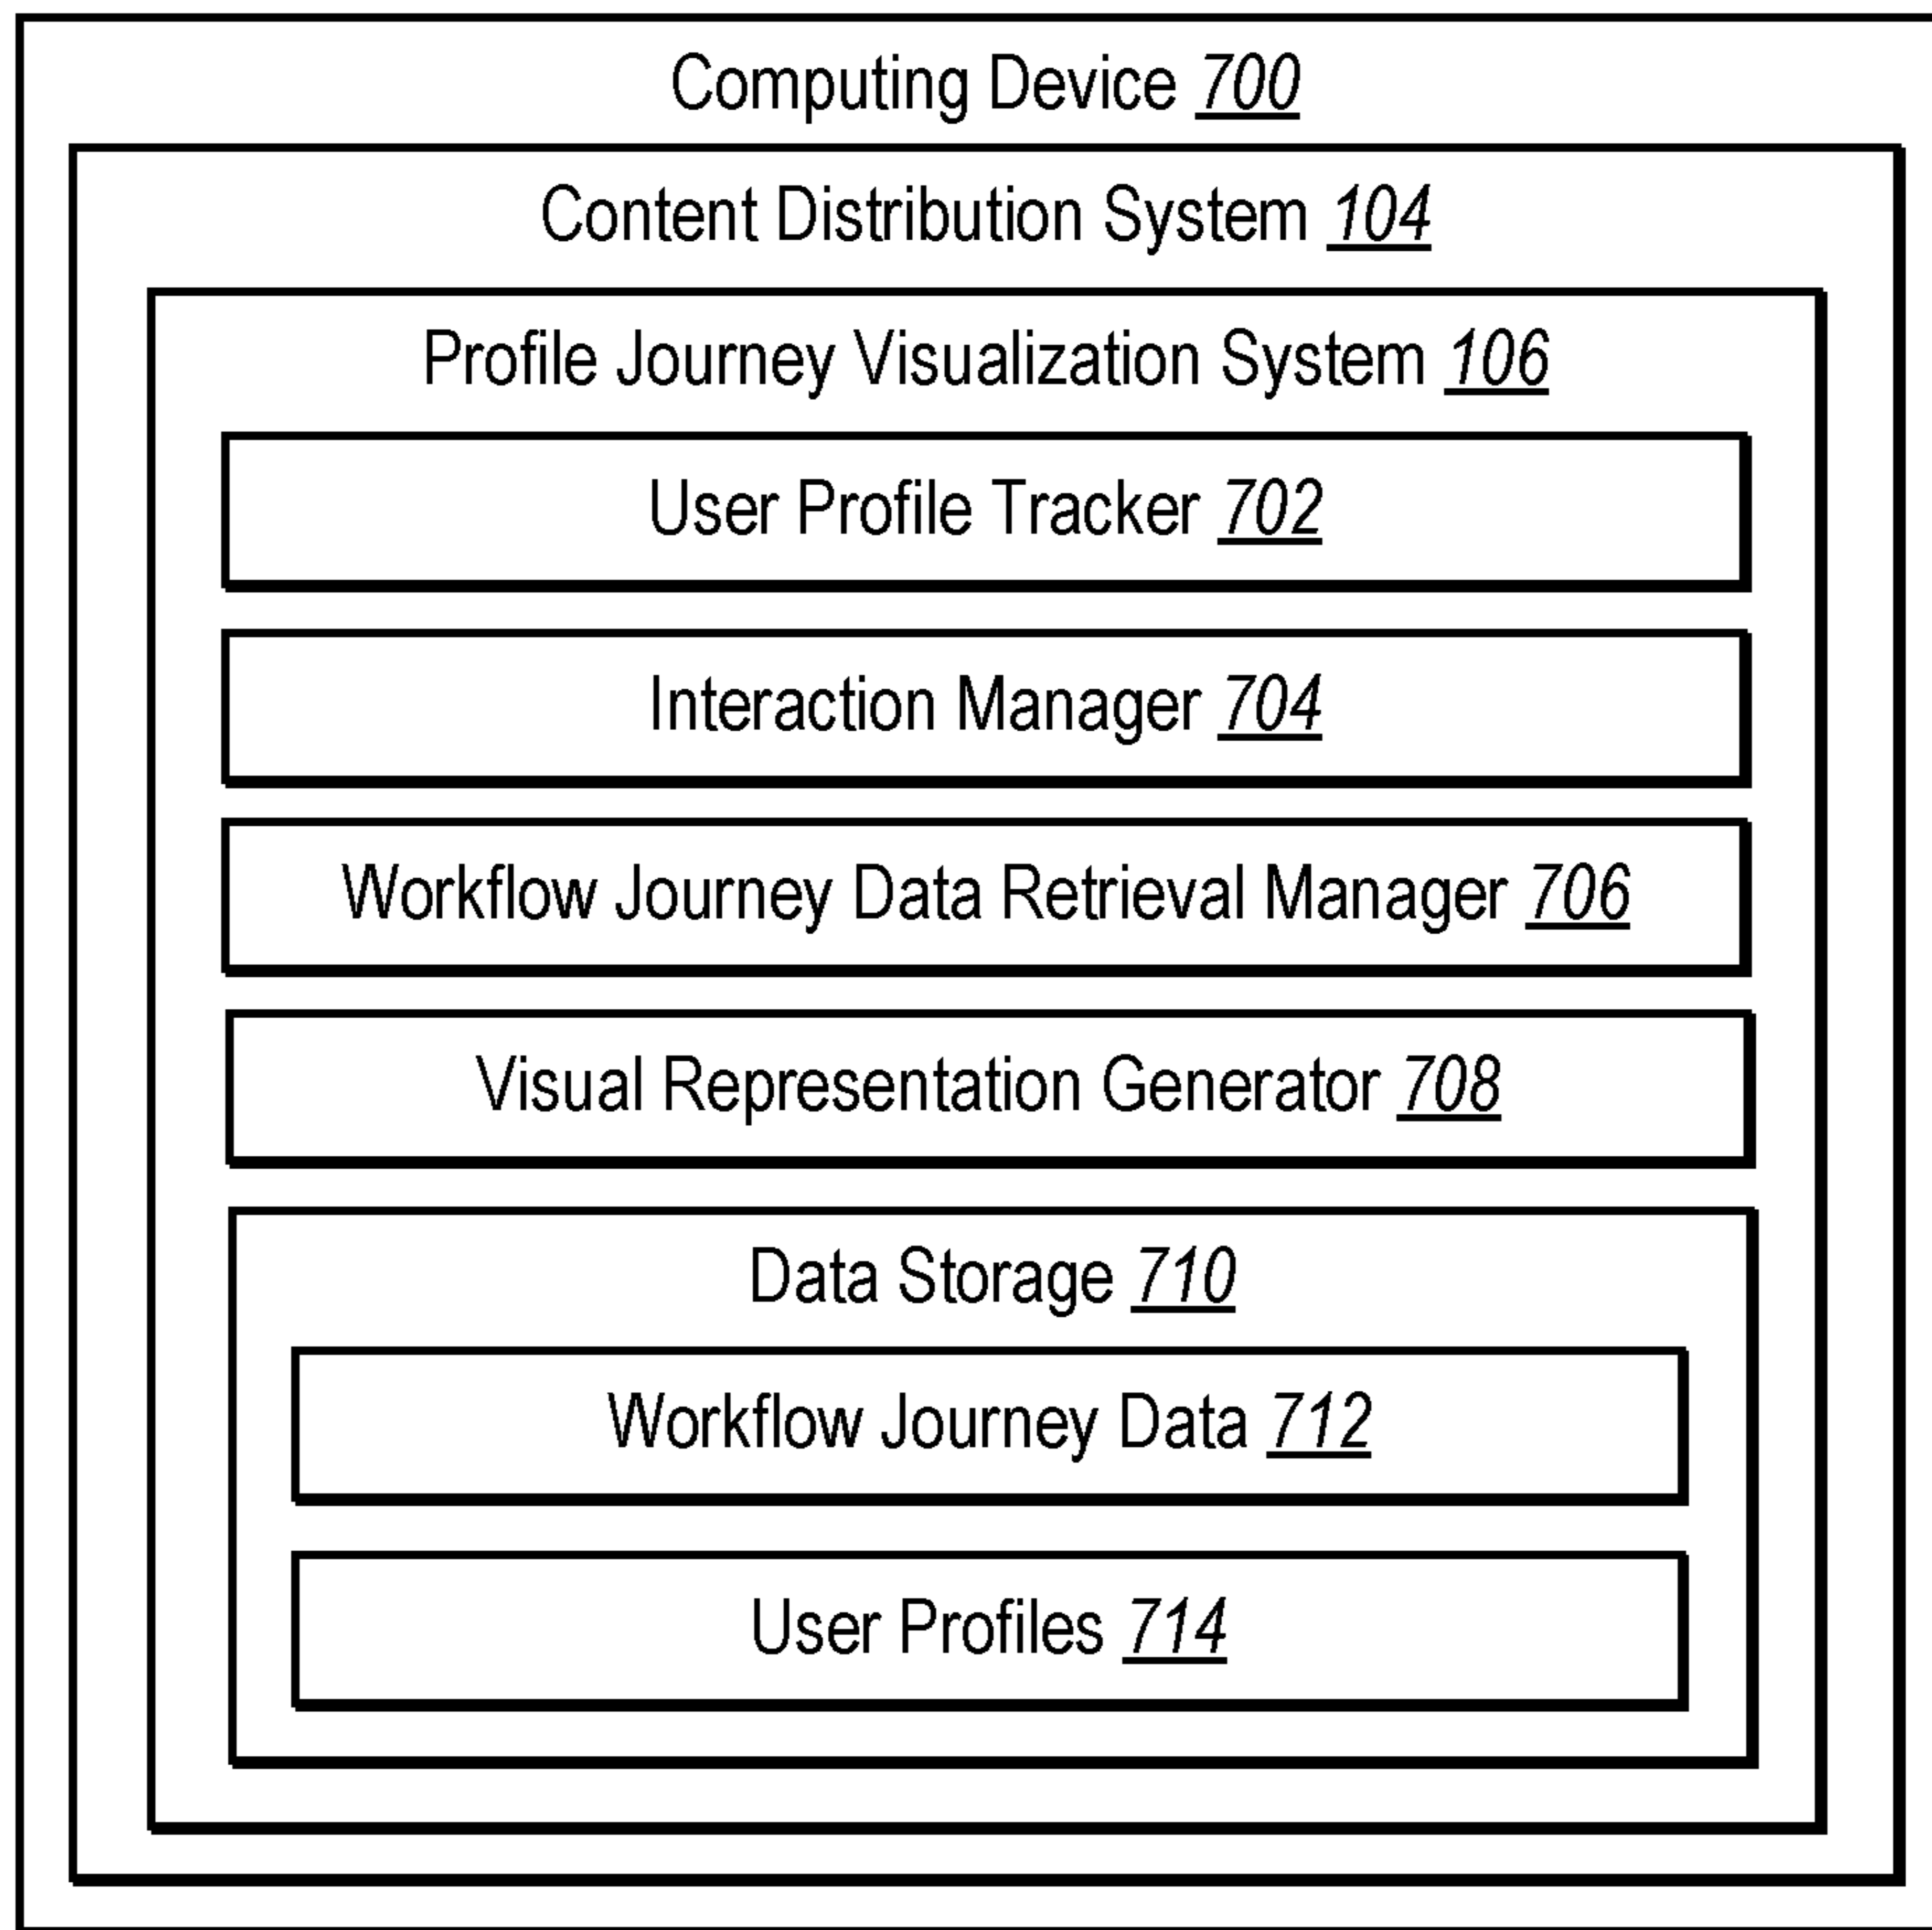 Computing Device 700
Content Distribution System 104
Profile Journey Visualization System 106
User Profile Tracker 702
Interaction Manager 704
Workflow Journey Data Retrieval Manager 706
Visual Representation Generator 708
Data Storage 710
Workflow Journey Data 712
User Profiles 714